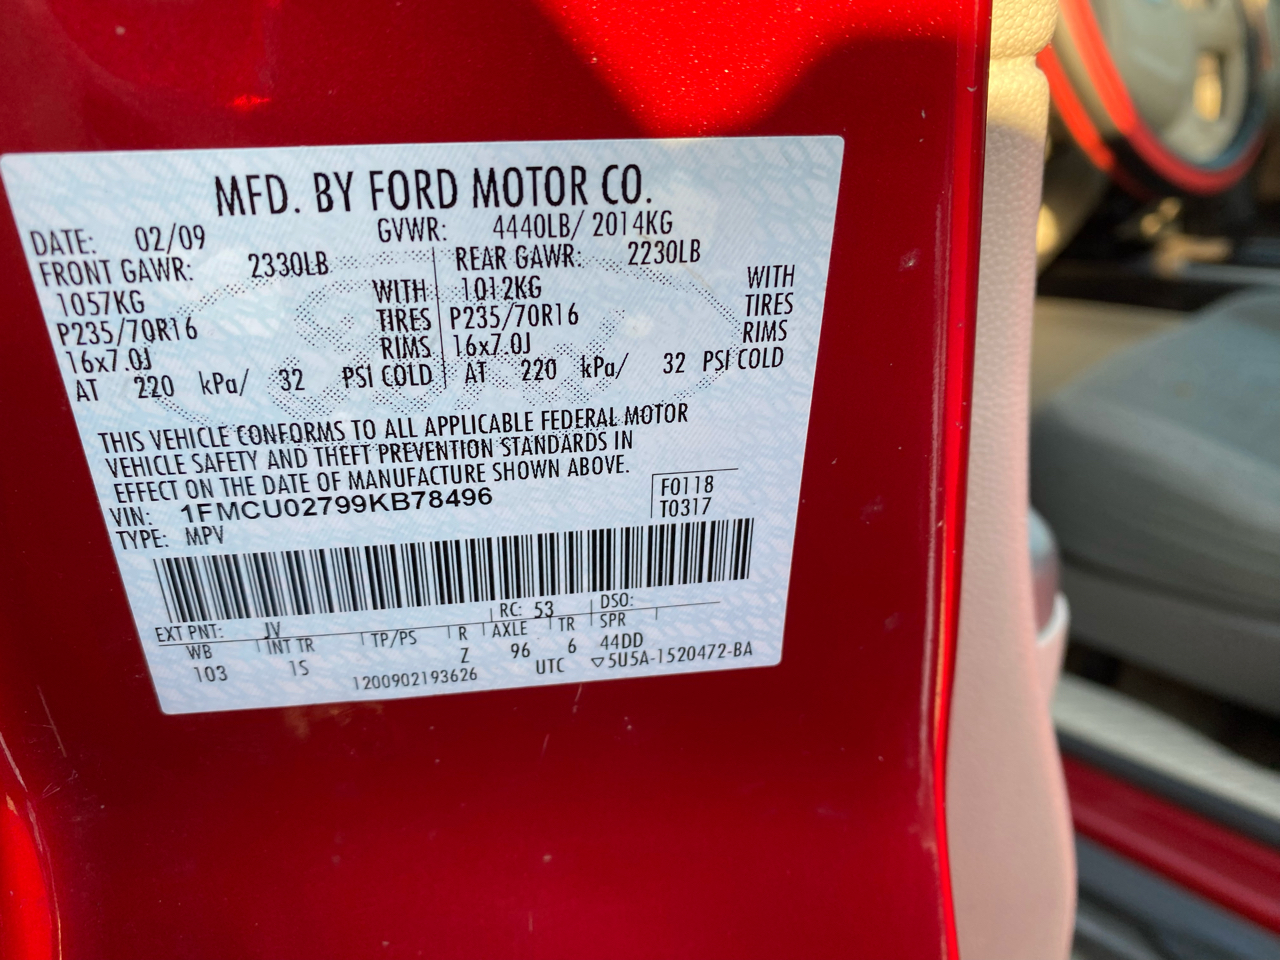 MFD. BY FORD MOTOR CO.
DATE: 02/09 GVWR: 4440LB/ 2014KG
FRONT GAWR: 2330LB REAR GAWR: 2230LB
1057KG WITH 1012KG WITH
P235/70R16 TIRES P235/70R16 TIRES
16x7.0J RIMS 16x7.0J RIMS
AT 220 kPa/ 32 PSI COLD AT 220 kPa/ 32 PSI COLD
THIS VEHICLE CONFORMS TO ALL APPLICABLE FEDERAL MOTOR
VEHICLE SAFETY AND THEFT PREVENTION STANDARDS IN
EFFECT ON THE DATE OF MANUFACTURE SHOWN ABOVE.
VIN: 1FMCU02799KB78496 F0118
TYPE: MPV T0317
EXT PNT: JV RC: 53 DSO:
WB INT TR TP/PS R AXLE TR SPR
103 1S Z 96 6 44DD
1200902193626 UTC ▽5U5A-1520472-BA